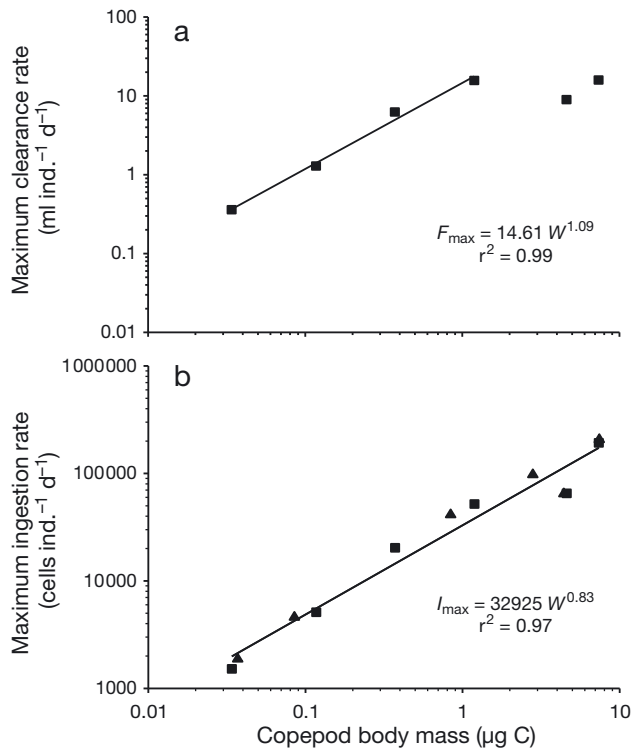 a
100
10
1
0.1
0.01
Maximum clearance rate
(ml ind.⁻¹ d⁻¹)
F_max = 14.61 W^1.09
r² = 0.99
b
1000000
100000
10000
1000
Maximum ingestion rate
(cells ind.⁻¹ d⁻¹)
I_max = 32925 W^0.83
r² = 0.97
0.01 0.1 1 10
Copepod body mass (µg C)